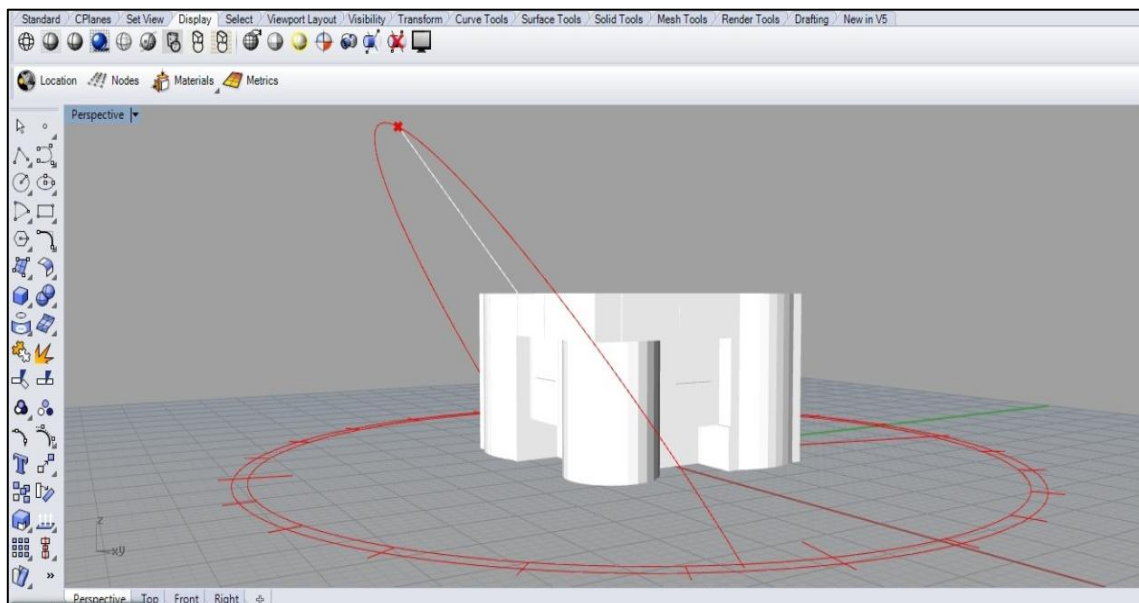 Standard CPlanes Set View Display Select Viewport Layout Visibility Transform Curve Tools Surface Tools Solid Tools Mesh Tools Render Tools Drafting New in V5
Location Nodes Materials Metrics
Perspective
z
xy
Perspective Top Front Right